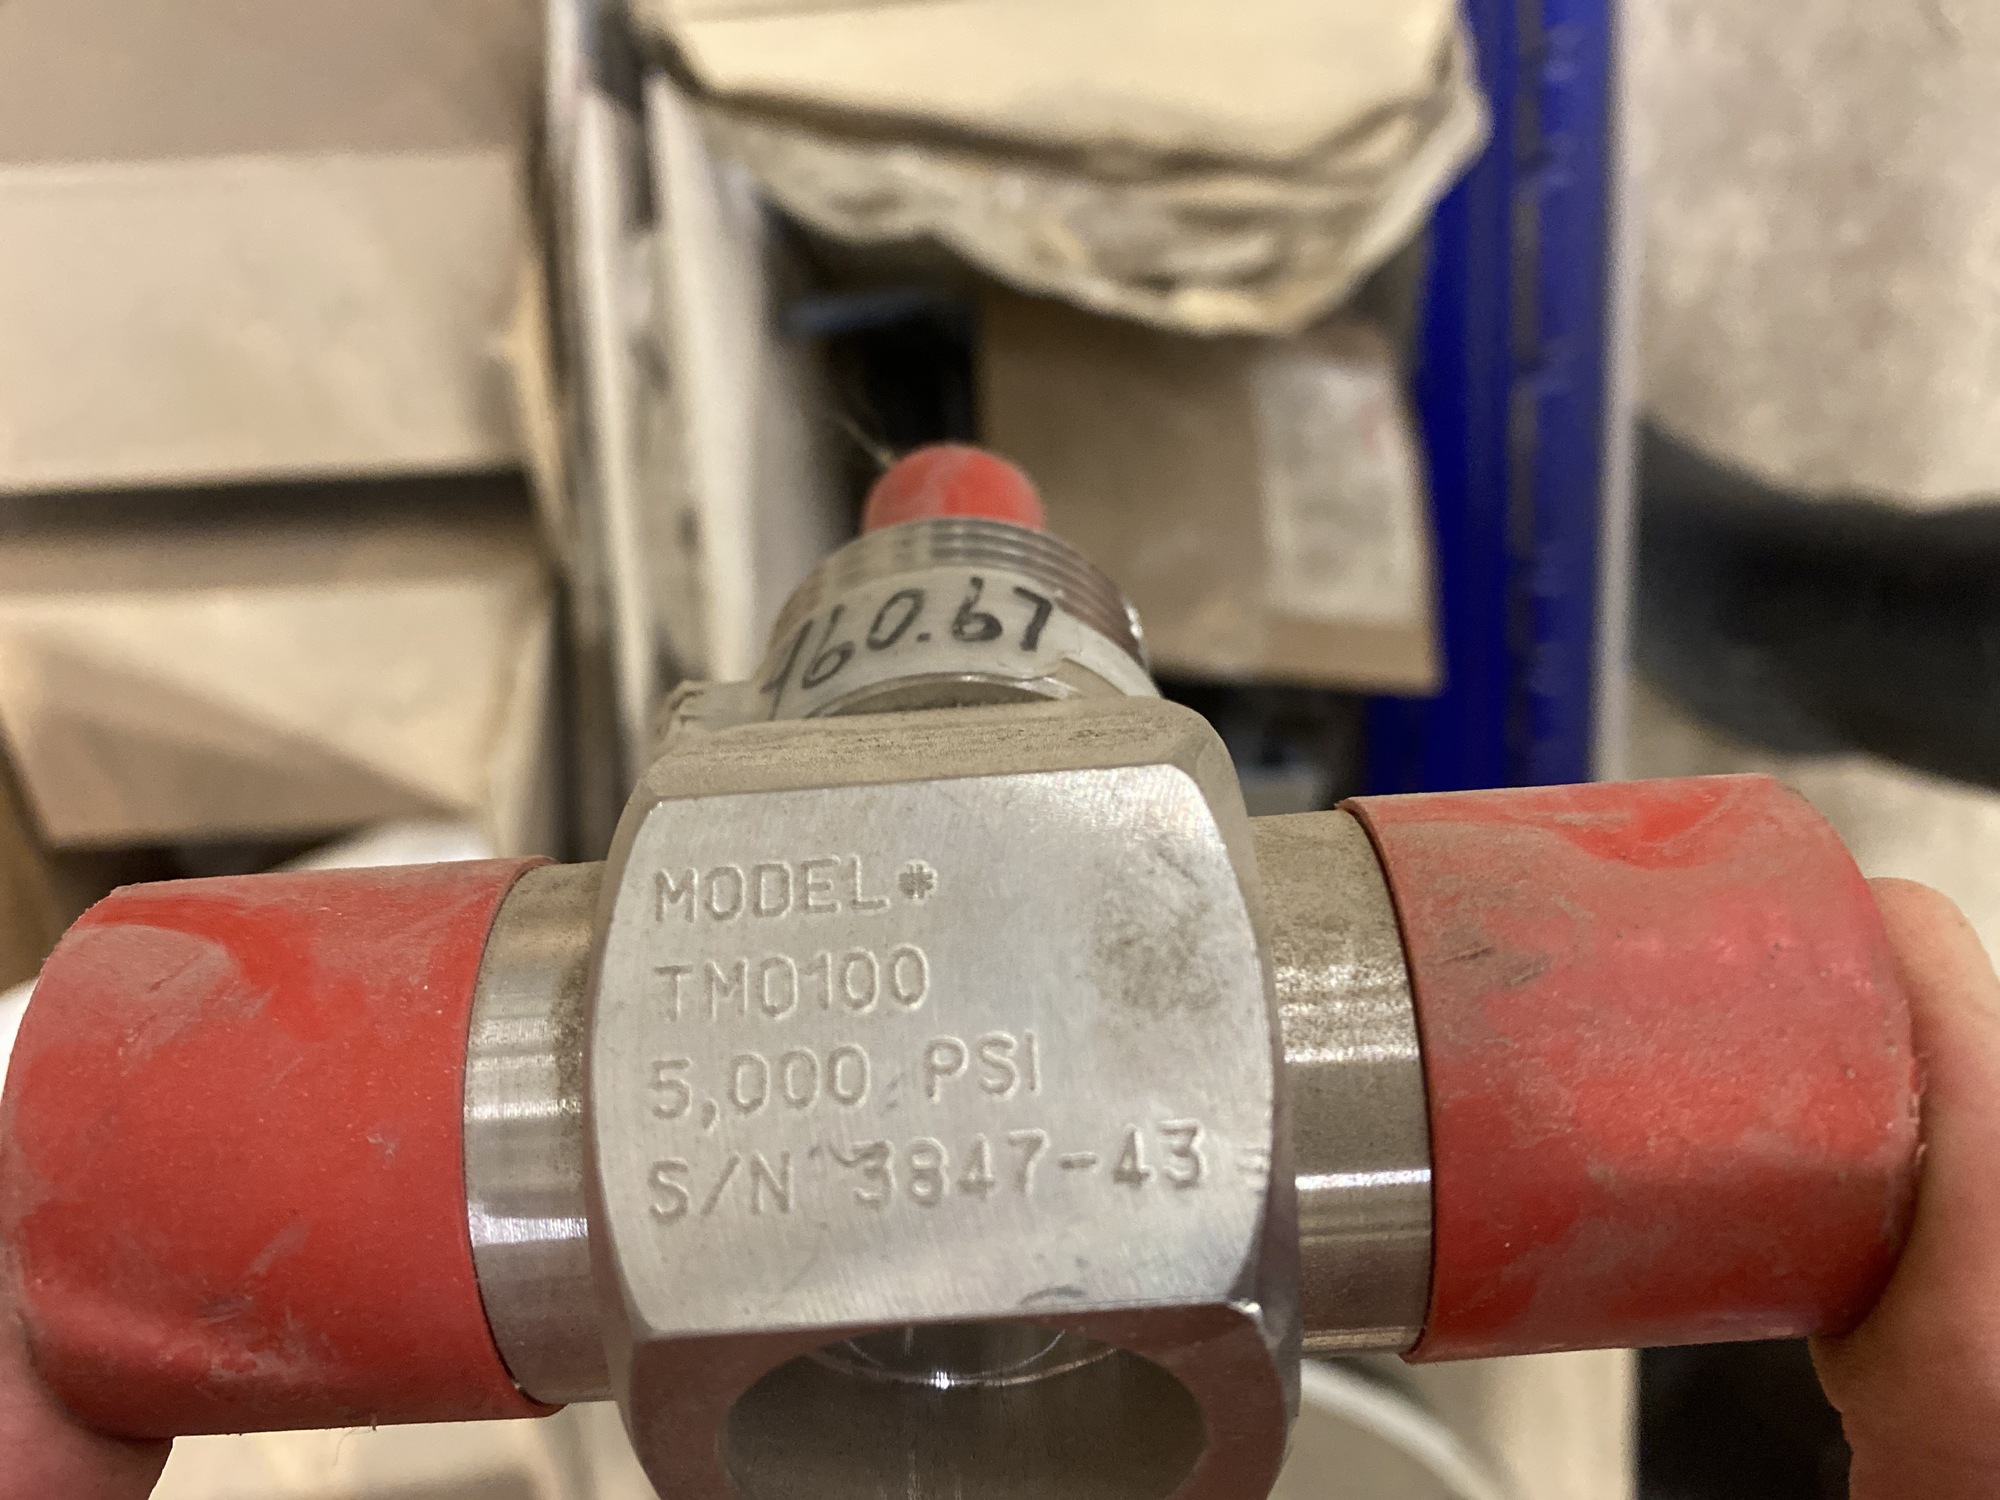 160.67
MODEL#
TM0100
5,000 PSI
S/N 3847-43